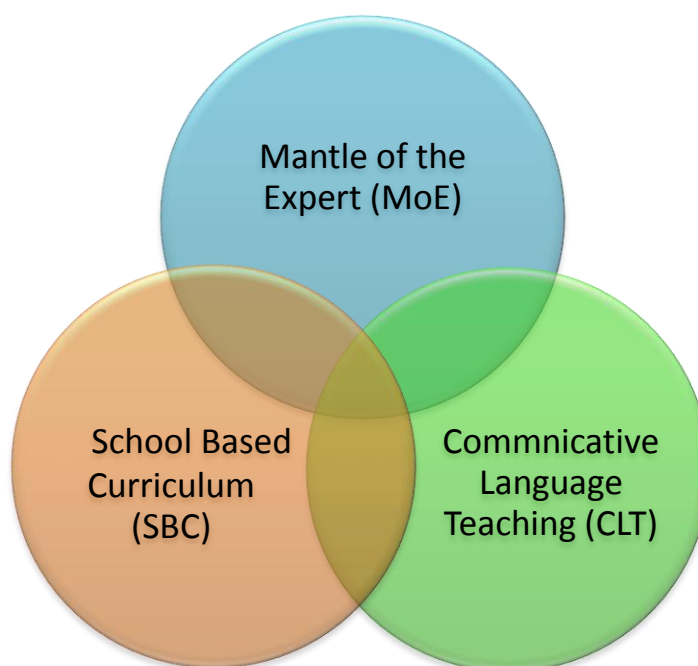 Mantle of the
Expert (MoE)
School Based
Curriculum
(SBC)
Commnicative
Language
Teaching (CLT)